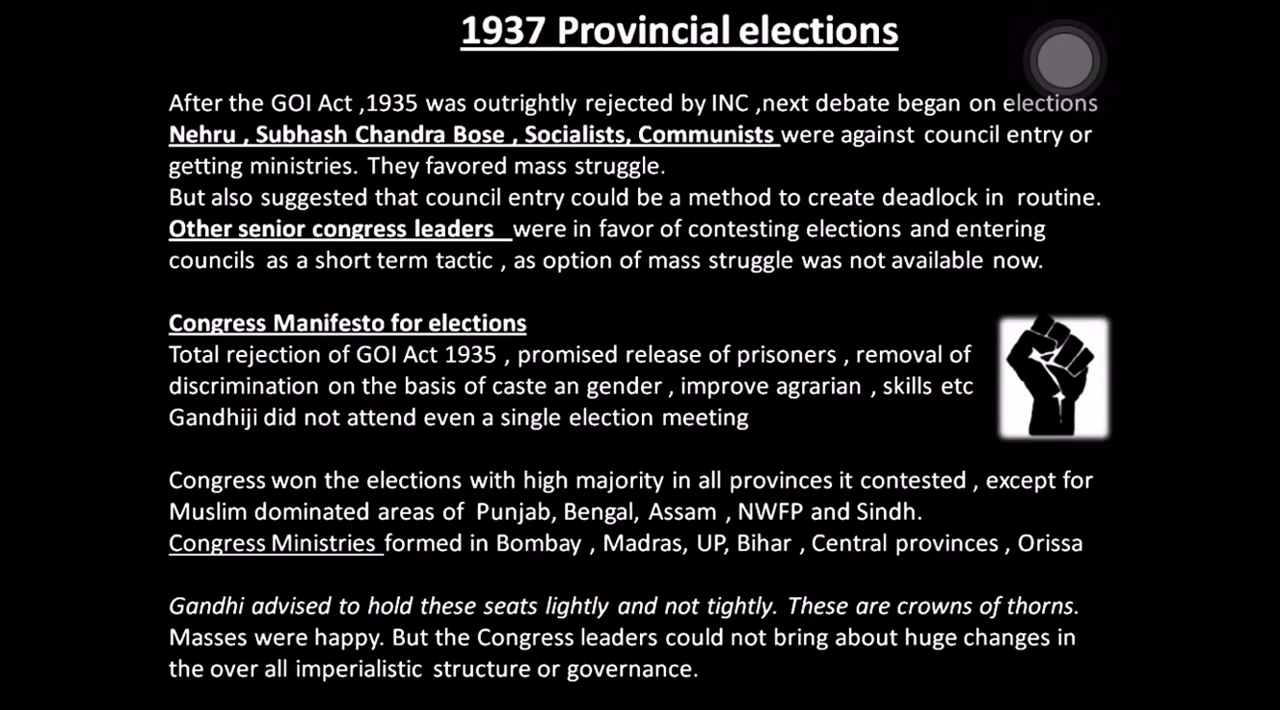 1937 Provincial elections
After the GOI Act ,1935 was outrightly rejected by INC ,next debate began on elections
Nehru , Subhash Chandra Bose , Socialists, Communists were against council entry or
getting ministries. They favored mass struggle.
But also suggested that council entry could be a method to create deadlock in routine.
Other senior congress leaders were in favor of contesting elections and entering
councils as a short term tactic , as option of mass struggle was not available now.
Congress Manifesto for elections
Total rejection of GOI Act 1935 , promised release of prisoners , removal of
discrimination on the basis of caste an gender , improve agrarian , skills etc
Gandhiji did not attend even a single election meeting
Congress won the elections with high majority in all provinces it contested , except for
Muslim dominated areas of Punjab, Bengal, Assam , NWFP and Sindh.
Congress Ministries formed in Bombay , Madras, UP, Bihar , Central provinces , Orissa
Gandhi advised to hold these seats lightly and not tightly. These are crowns of thorns.
Masses were happy. But the Congress leaders could not bring about huge changes in
the over all imperialistic structure or governance.